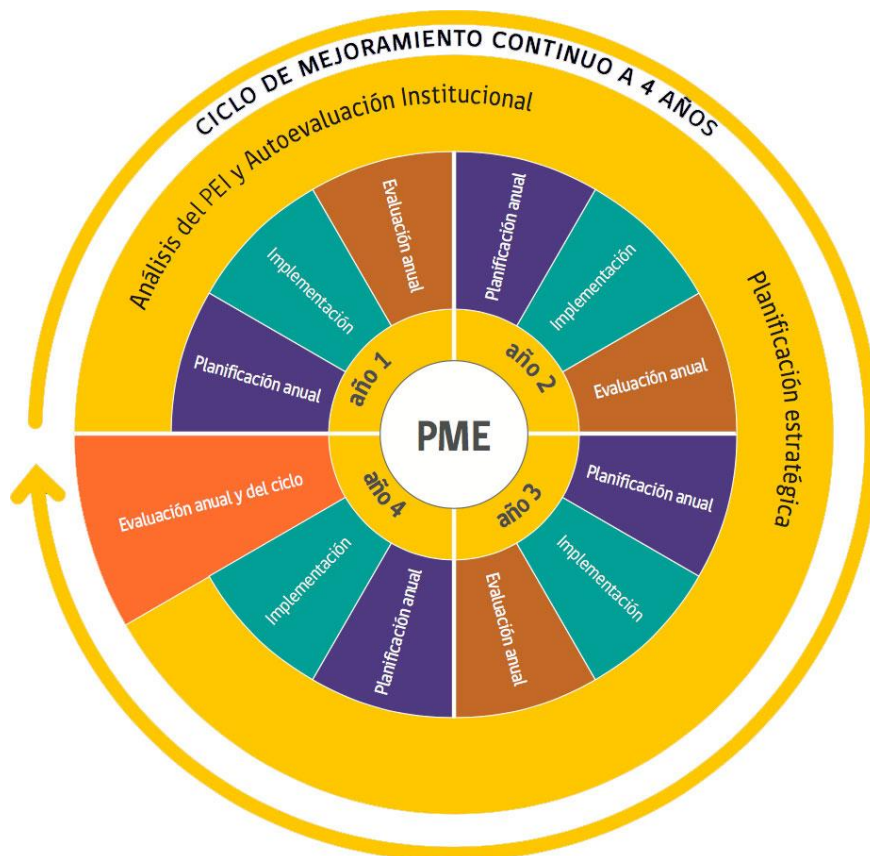 CICLO DE MEJORAMIENTO CONTINUO A 4 AÑOS
Análisis del PEI y Autoevaluación Institucional
Planificación estratégica
PME
año 1
Planificación anual
Implementación
Evaluación anual
año 2
Planificación anual
Implementación
Evaluación anual
año 3
Planificación anual
Implementación
Evaluación anual
año 4
Planificación anual
Implementación
Evaluación anual y del ciclo